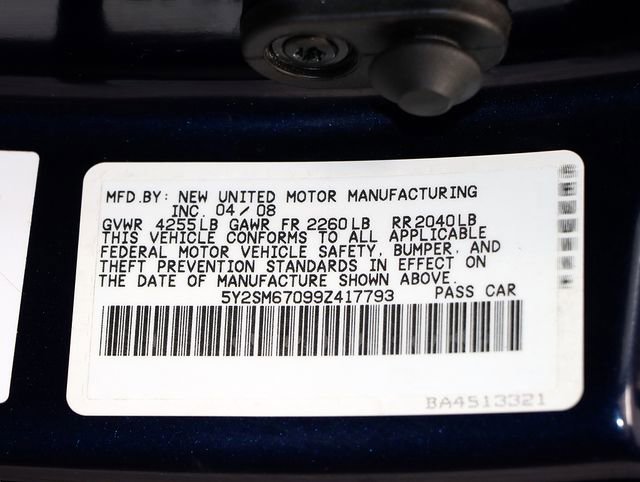 MFD.BY: NEW UNITED MOTOR MANUFACTURING
INC. 04/08
GVWR 4255LB GAWR FR 2260LB RR2040LB
THIS VEHICLE CONFORMS TO ALL APPLICABLE
FEDERAL MOTOR VEHICLE SAFETY, BUMPER, AND
THEFT PREVENTION STANDARDS IN EFFECT ON
THE DATE OF MANUFACTURE SHOWN ABOVE.
5Y2SM67099Z417793 PASS CAR
BA4513321